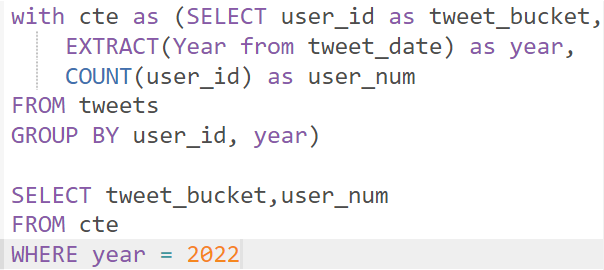 with cte as (SELECT user_id as tweet_bucket,
    EXTRACT(Year from tweet_date) as year,
    COUNT(user_id) as user_num
FROM tweets
GROUP BY user_id, year)

SELECT tweet_bucket,user_num
FROM cte
WHERE year = 2022